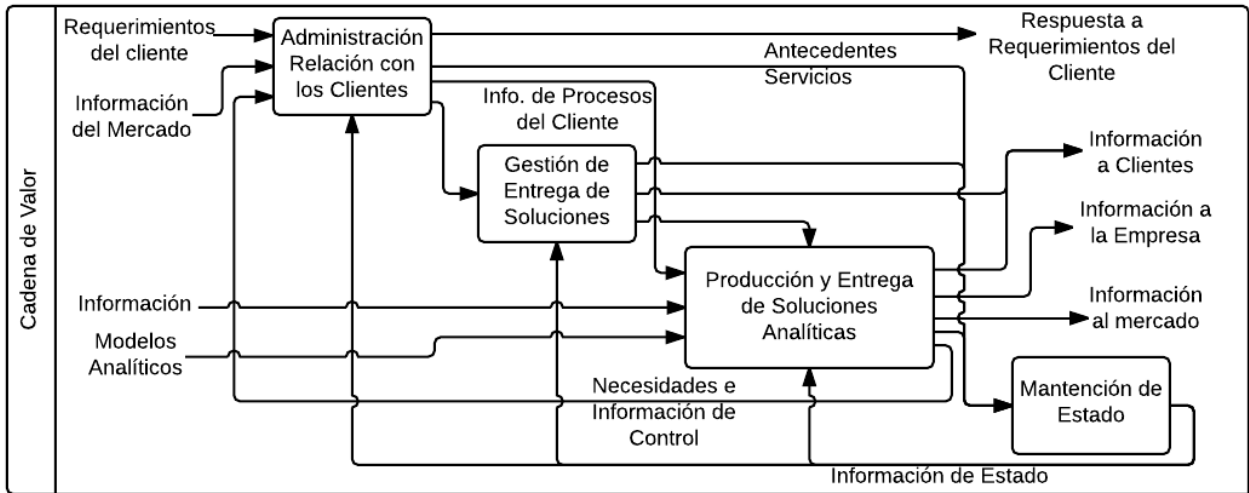 Cadena de Valor
Requerimientos
del cliente
Información
del Mercado
Administración
Relación con
los Clientes
Respuesta a
Requerimientos del
Cliente
Antecedentes
Servicios
Info. de Procesos
del Cliente
Gestión de
Entrega de
Soluciones
Información
a Clientes
Información a
la Empresa
Información
al mercado
Información
Modelos
Analíticos
Producción y Entrega
de Soluciones
Analíticas
Necesidades e
Información de
Control
Mantención de
Estado
Información de Estado